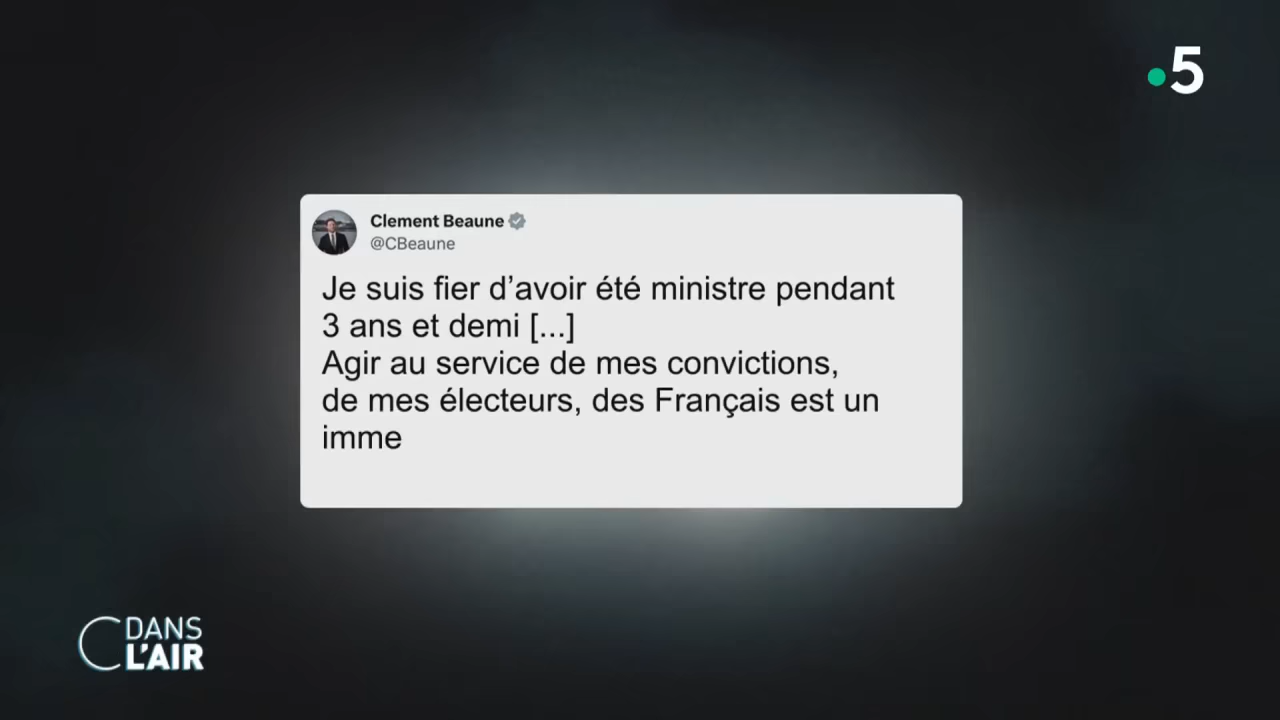 5
Clement Beaune
@CBeaune
Je suis fier d’avoir été ministre pendant
3 ans et demi [...]
Agir au service de mes convictions,
de mes électeurs, des Français est un
imme
C DANS
L’AIR